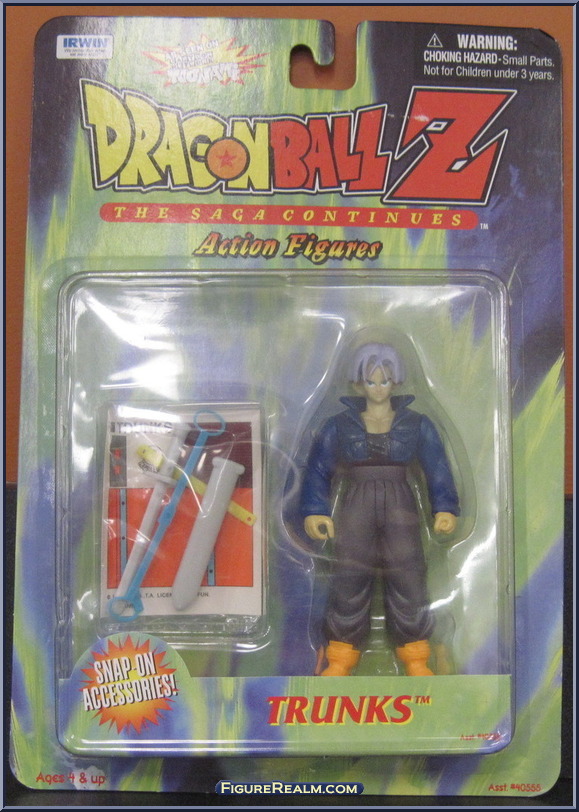 IRWIN
WARNING:
CHOKING HAZARD-Small Parts.
Not for Children under 3 years.
DRAGON BALL Z
THE SAGA CONTINUES™
Action Figures
TRUNKS
SNAP-ON
ACCESSORIES!
TRUNKS™
Ages 4 & up
Asst. #40555
FIGUREREALM.COM